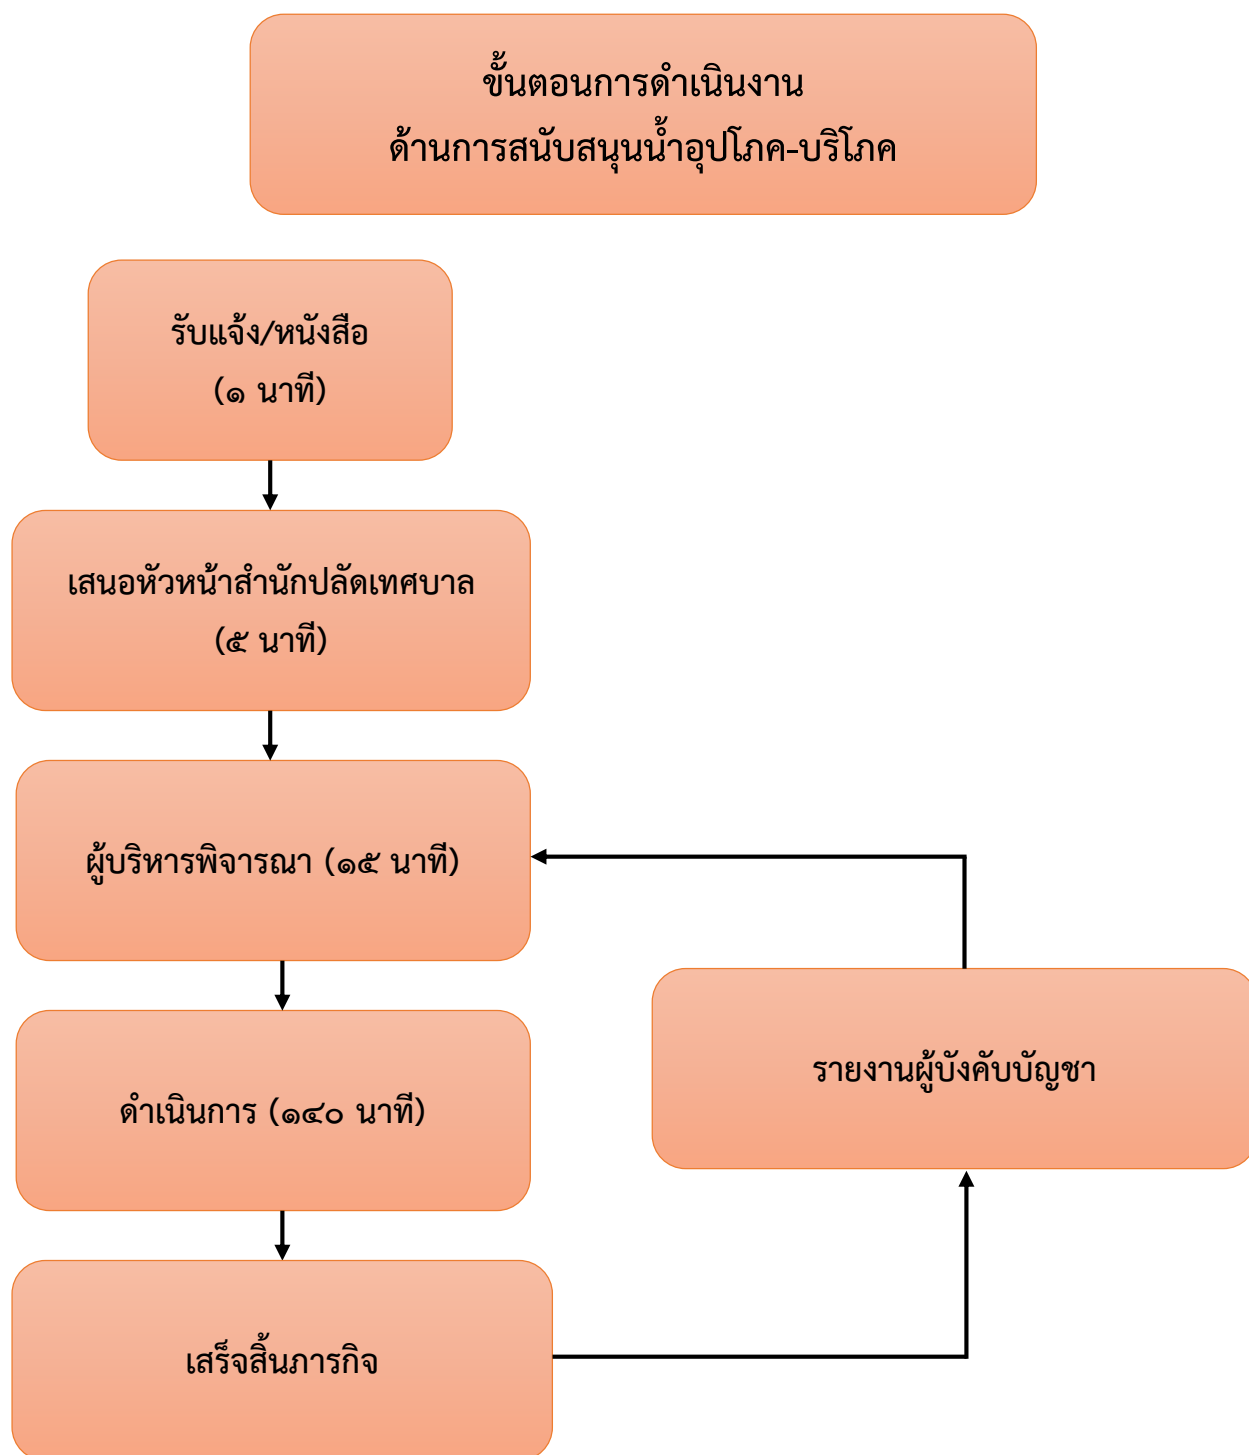 ขั้นตอนการดำเนินงาน
ด้านการสนับสนุนน้ำอุปโภค-บริโภค
รับแจ้ง/หนังสือ
(๑ นาที)
เสนอหัวหน้าสำนักปลัดเทศบาล
(๕ นาที)
ผู้บริหารพิจารณา (๑๕ นาที)
ดำเนินการ (๑๔๐ นาที)
รายงานผู้บังคับบัญชา
เสร็จสิ้นภารกิจ